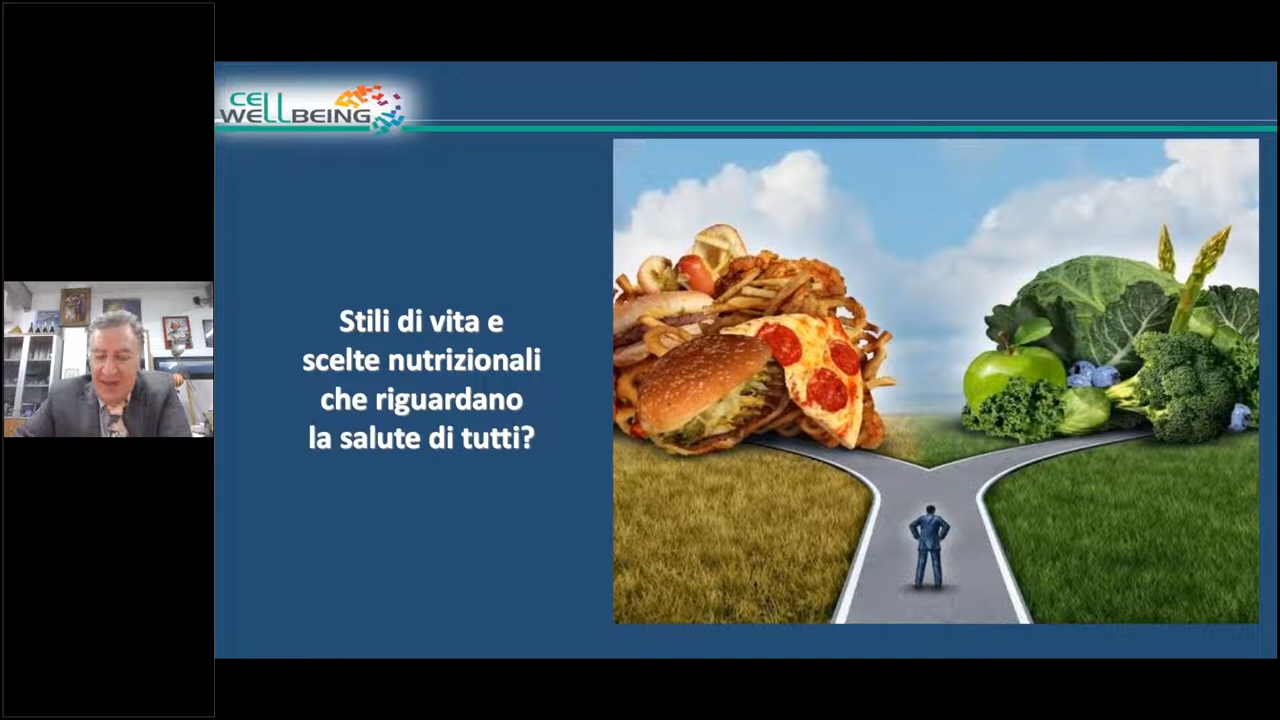 CELL
WELLBEING
Stili di vita e
scelte nutrizionali
che riguardano
la salute di tutti?